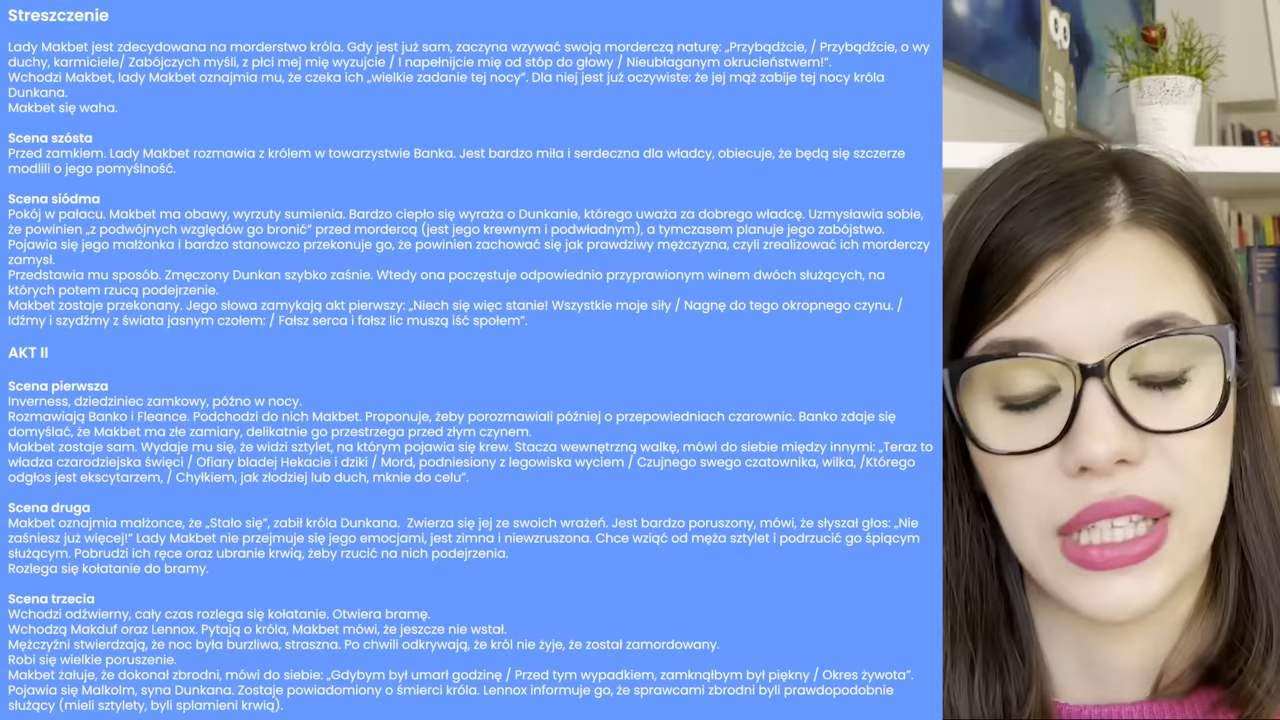 Streszczenie
Lady Makbet jest zdecydowana na morderstwo króla. Gdy jest już sam, zaczyna wzywać swoją morderczą naturę: „Przybądżcie, / Przybądźcie, o wy
duchy, karmiciele/ Zabójczych myśli, z płci mej mię wyzujcie / I napełnijcie mię od stóp do głowy / Nieubłaganym okrucieństwem!”.
Wchodzi Makbet, lady Makbet oznajmia mu, że czeka ich „wielkie zadanie tej nocy”. Dla niej jest już oczywiste: że jej mąż zabije tej nocy króla
Dunkana.
Makbet się waha.
Scena szósta
Przed zamkiem. Lady Makbet rozmawia z królem w towarzystwie Banka. Jest bardzo miła i serdeczna dla władcy, obiecuje, że będą się szczerze
modlili o jego pomyślność.
Scena siódma
Pokój w pałacu. Makbet ma obawy, wyrzuty sumienia. Bardzo ciepło się wyraża o Dunkanie, którego uważa za dobrego władcę. Uzmysławia sobie,
że powinien „z podwójnych względów go bronić” przed mordercą (jest jego krewnym i podwładnym), a tymczasem planuje jego zabójstwo.
Pojawia się jego małżonka i bardzo stanowczo przekonuje go, że powinien zachować się jak prawdziwy mężczyzna, czyli zrealizować ich morderczy
zamysł.
Przedstawia mu sposób. Zmęczony Dunkan szybko zaśnie. Wtedy ona poczęstuje odpowiednio przyprawionym winem dwóch służących, na
których potem rzucą podejrzenie.
Makbet zostaje przekonany. Jego słowa zamykają akt pierwszy: „Niech się więc stanie! Wszystkie moje siły / Nagnę do tego okropnego czynu. /
Idźmy i szydźmy z świata jasnym czołem: / Fałsz serca i fałsz lic muszą iść społem”.
AKT II
Scena pierwsza
Inverness, dziedziniec zamkowy, późno w nocy.
Rozmawiają Banko i Fleance. Podchodzi do nich Makbet. Proponuje, żeby porozmawiali później o przepowiedniach czarownic. Banko zdaje się
domyślać, że Makbet ma złe zamiary, delikatnie go przestrzega przed złym czynem.
Makbet zostaje sam. Wydaje mu się, że widzi sztylet, na którym pojawia się krew. Stacza wewnętrzną walkę, mówi do siebie między innymi: „Teraz to
władza czarodziejska święci / Ofiary bladej Hekacie i dziki / Mord, podniesiony z legowiska wyciem / Czujnego swego czatownika, wilka, /Którego
odgłos jest ekscytarzem, / Chyłkiem, jak złodziej lub duch, mknie do celu”.
Scena druga
Makbet oznajmia małżonce, że „Stało się”, zabił króla Dunkana.  Zwierza się jej ze swoich wrażeń. Jest bardzo poruszony, mówi, że słyszał głos: „Nie
zaśniesz już więcej!” Lady Makbet nie przejmuje się jego emocjami, jest zimna i niewzruszona. Chce wziąć od męża sztylet i podrzucić go śpiącym
służącym. Pobrudzi ich ręce oraz ubranie krwią, żeby rzucić na nich podejrzenia.
Rozlega się kołatanie do bramy.
Scena trzecia
Wchodzi odźwierny, cały czas rozlega się kołatanie. Otwiera bramę.
Wchodzą Makduf oraz Lennox. Pytają o króla, Makbet mówi, że jeszcze nie wstał.
Mężczyźni stwierdzają, że noc była burzliwa, straszna. Po chwili odkrywają, że król nie żyje, że został zamordowany.
Robi się wielkie poruszenie.
Makbet żałuje, że dokonał zbrodni, mówi do siebie: „Gdybym był umarł godzinę / Przed tym wypadkiem, zamknąłbym był piękny / Okres żywota”.
Pojawia się Malkolm, syna Dunkana. Zostaje powiadomiony o śmierci króla. Lennox informuje go, że sprawcami zbrodni byli prawdopodobnie
służący (mieli sztylety, byli splamieni krwią).